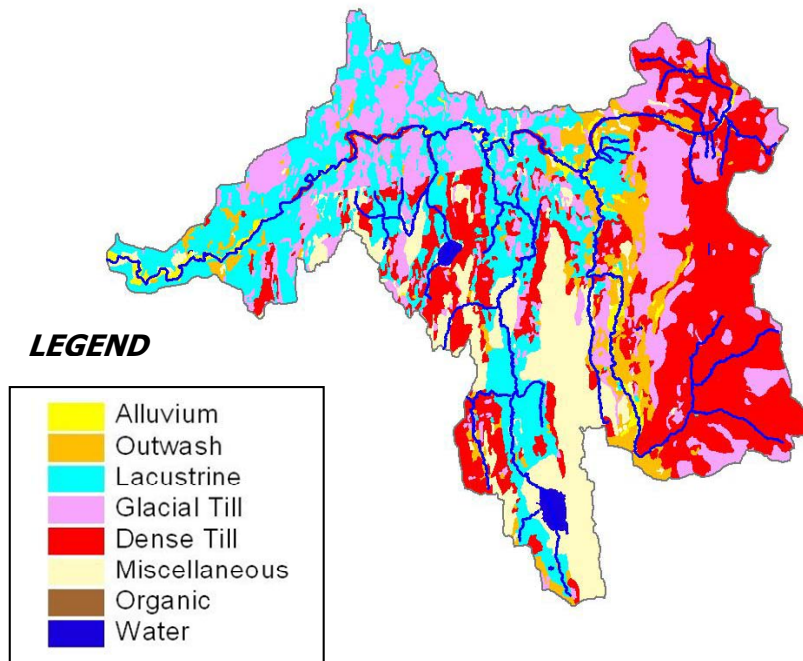 LEGEND
Alluvium
Outwash
Lacustrine
Glacial Till
Dense Till
Miscellaneous
Organic
Water